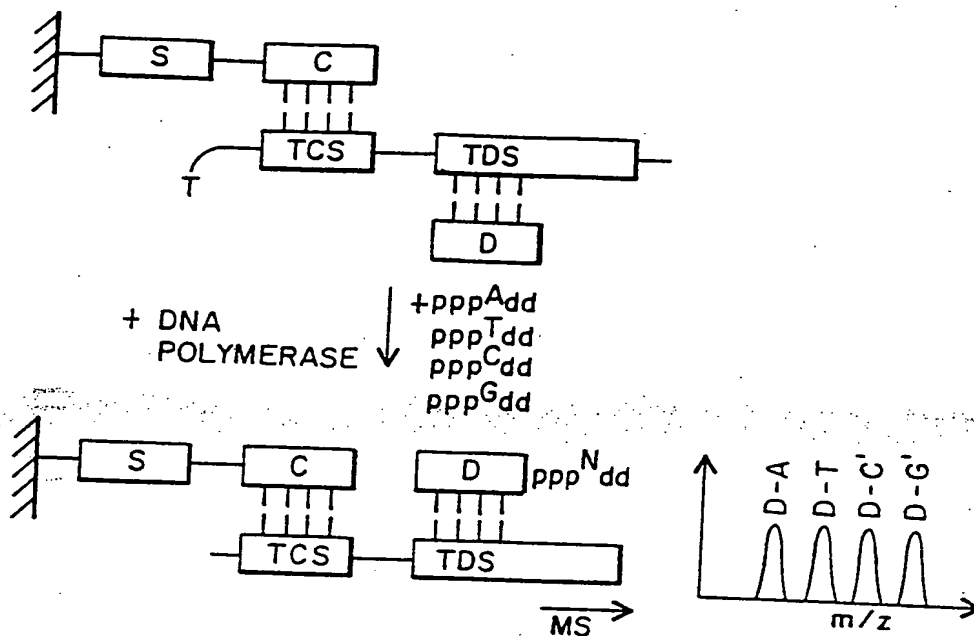 S
C
TCS
TDS
T
D
+ DNA
POLYMERASE
+pppAdd
pppTdd
pppCdd
pppGdd
S
C
D
pppNdd
TCS
TDS
MS
D-A
D-T
D-C'
D-G'
m/z